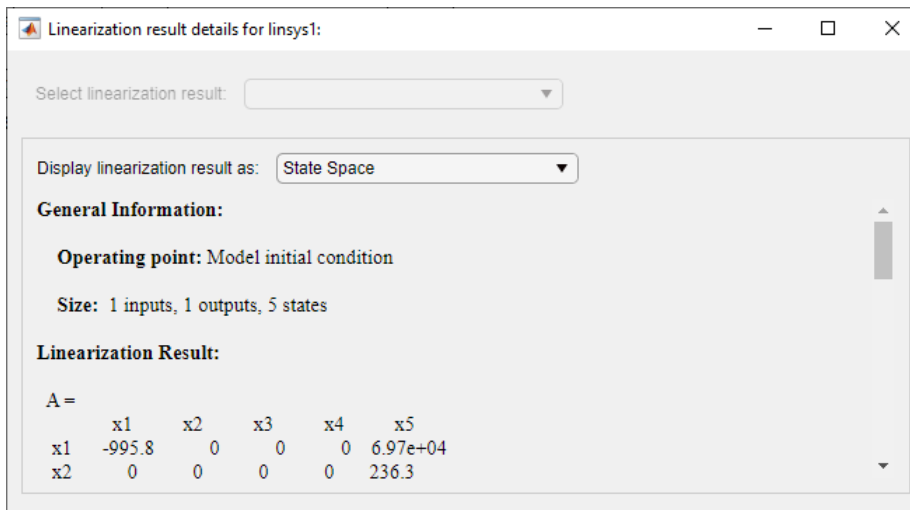 Linearization result details for linsys1:
Select linearization result:
Display linearization result as: State Space
General Information:
Operating point: Model initial condition
Size: 1 inputs, 1 outputs, 5 states
Linearization Result:
A =
x1 x2 x3 x4 x5
x1 -995.8 0 0 0 6.97e+04
x2 0 0 0 0 236.3